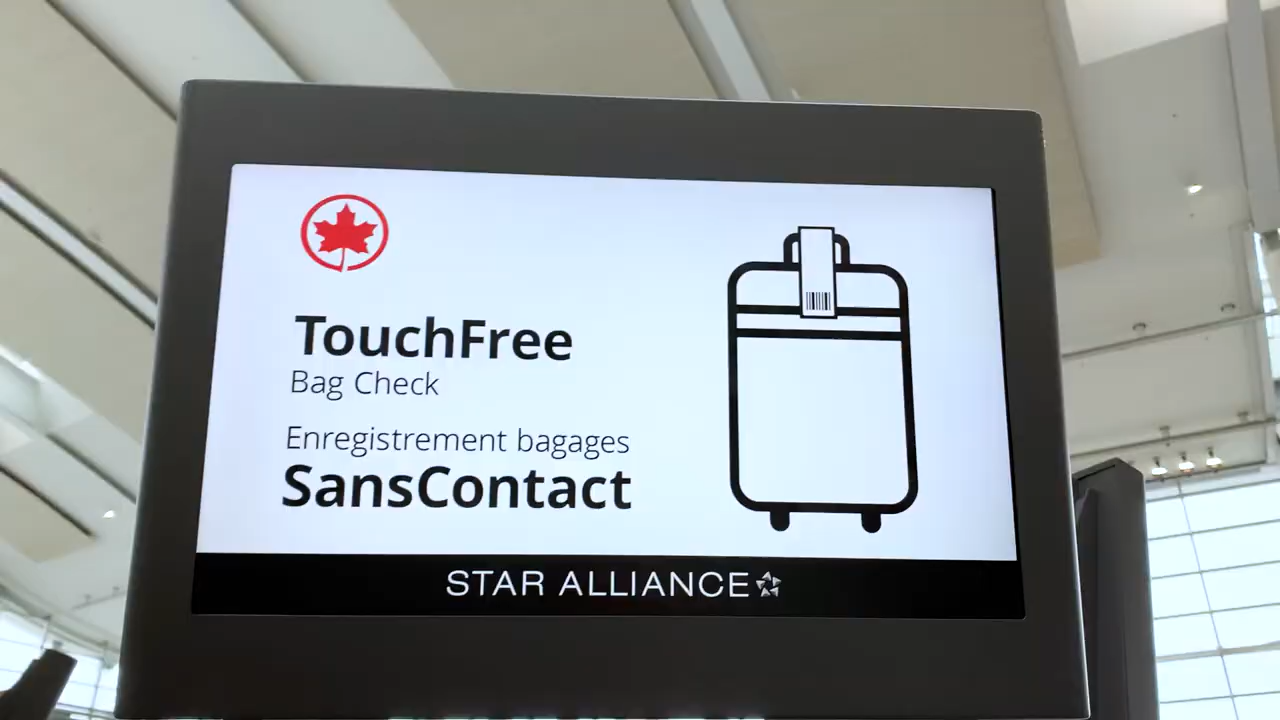 TouchFree
Bag Check
Enregistrement bagages
SansContact
STAR ALLIANCE